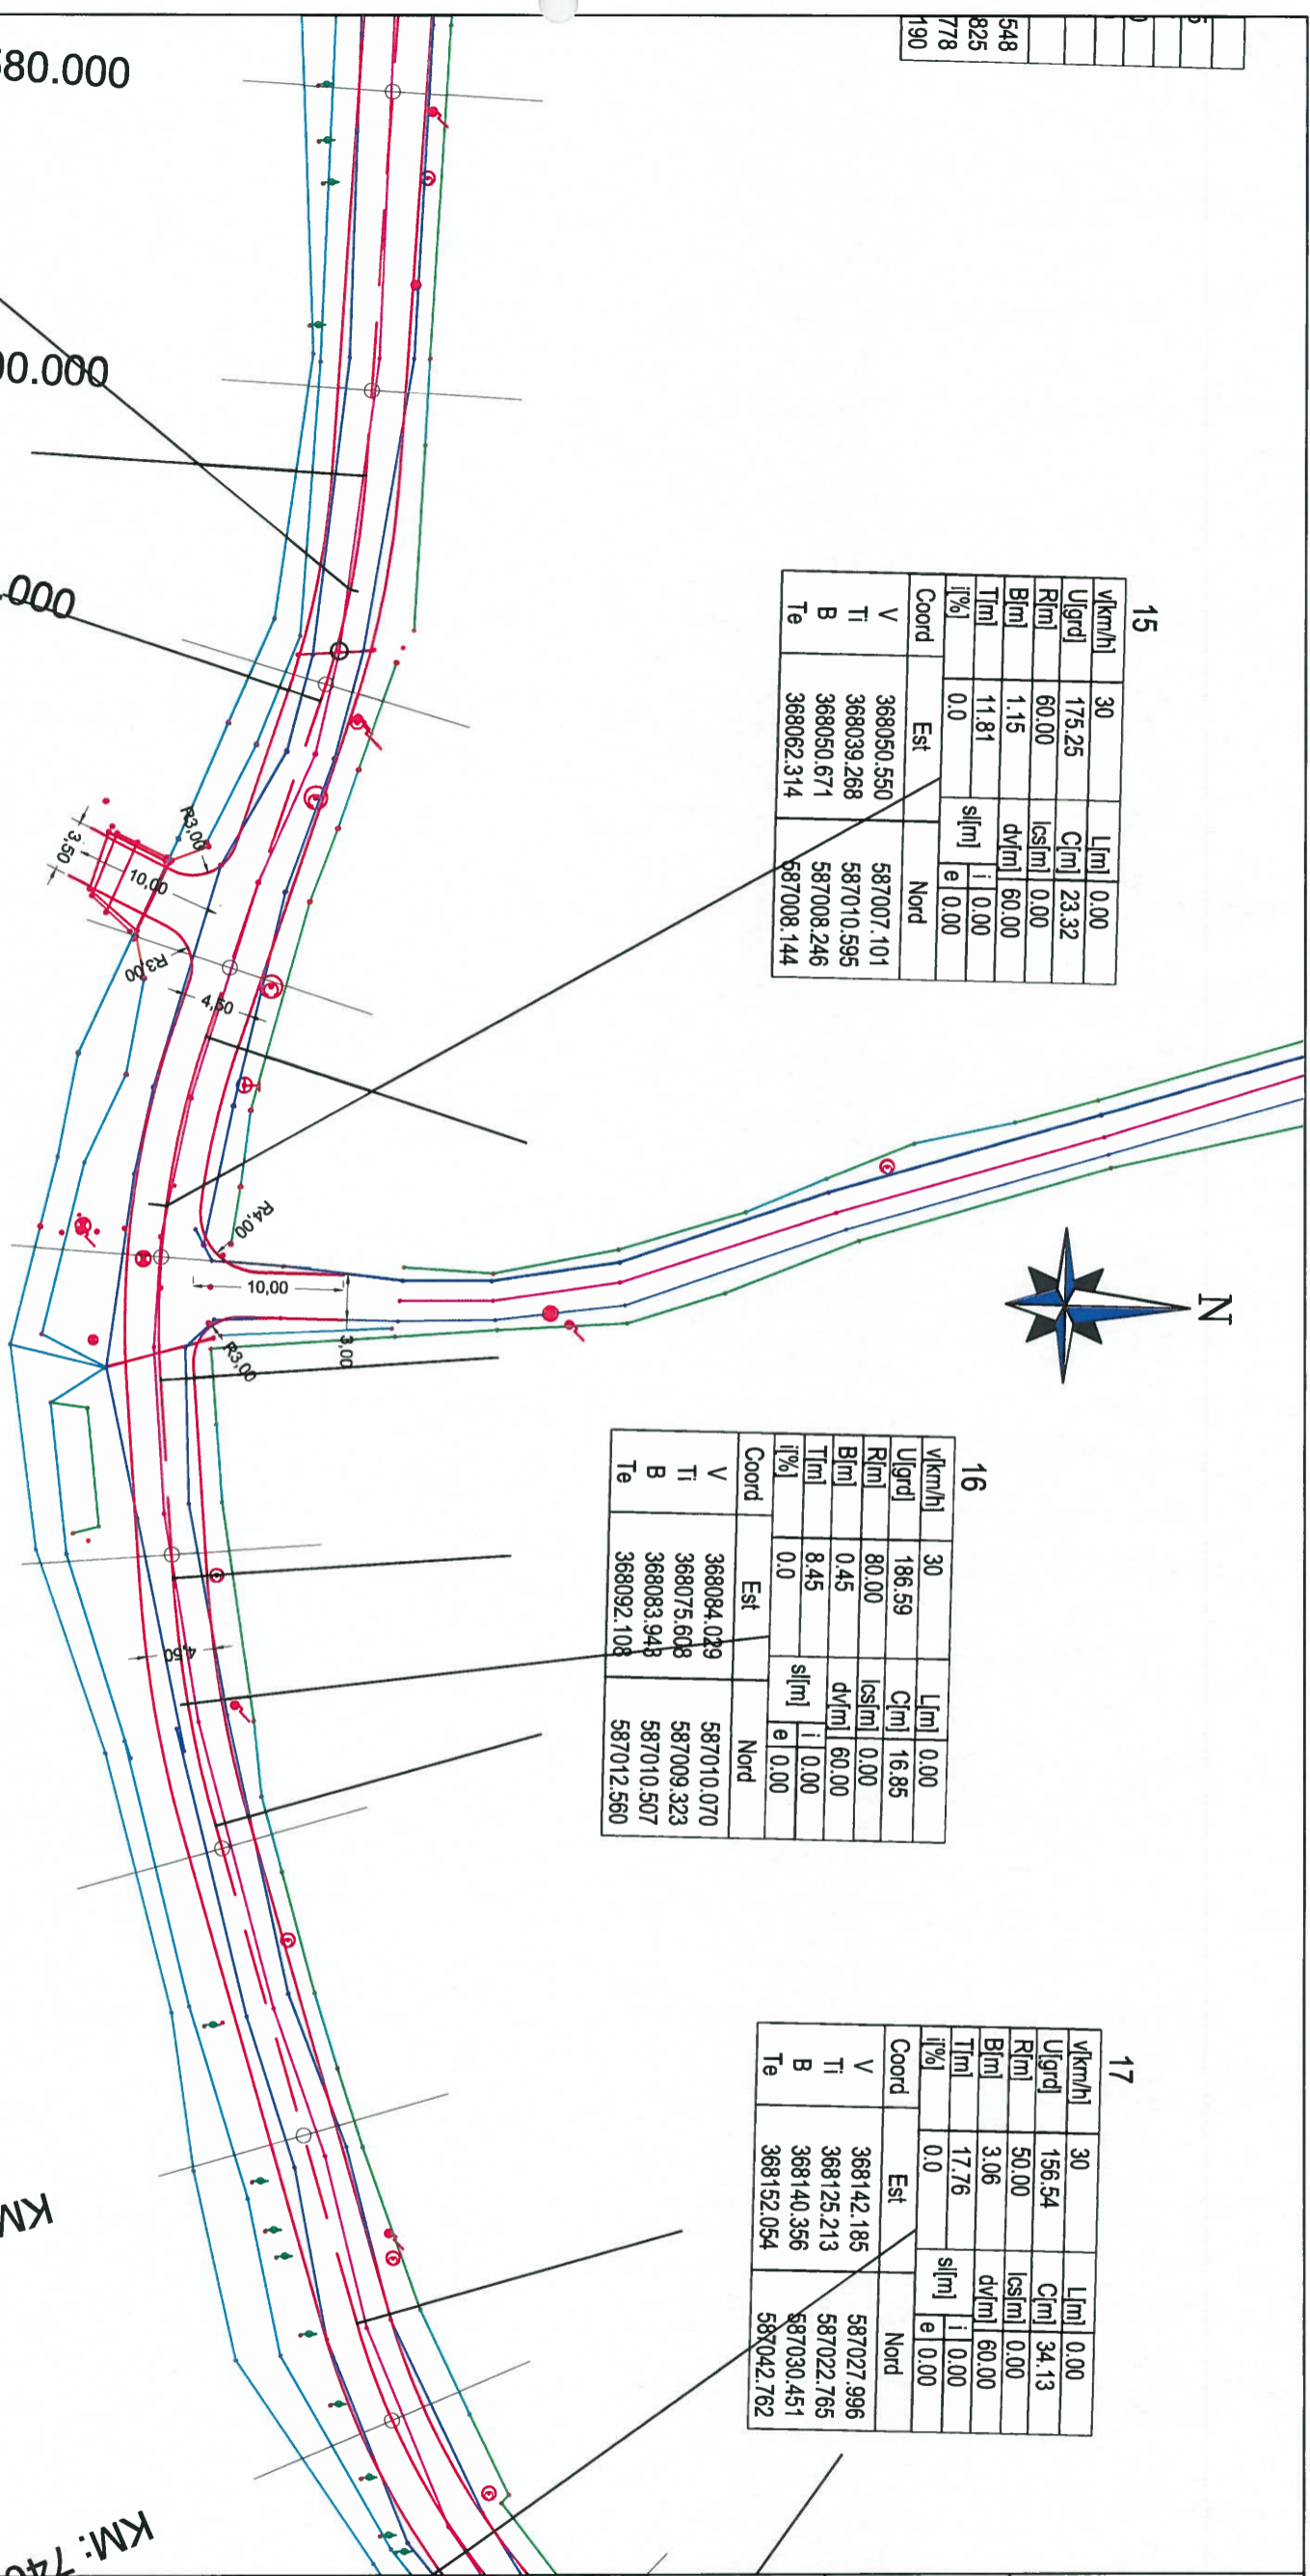 548
825
778
190
15
v[km/h] 30 L[m] 0.00
U[grd] 175.25 C[m] 23.32
R[m] 60.00 lcs[m] 0.00
B[m] 1.15 dv[m] 60.00
T[m] 11.81 sl[m] i 0.00
i[%] 0.0 e 0.00
Coord Est Nord
V 368050.550 587007.101
Ti 368039.268 587010.595
B 368050.671 587008.246
Te 368062.314 587008.144
N
16
v[km/h] 30 L[m] 0.00
U[grd] 186.59 C[m] 16.85
R[m] 80.00 lcs[m] 0.00
B[m] 0.45 dv[m] 60.00
T[m] 8.45 sl[m] i 0.00
i[%] 0.0 e 0.00
Coord Est Nord
V 368084.029 587010.070
Ti 368075.608 587009.323
B 368083.943 587010.507
Te 368092.108 587012.560
17
v[km/h] 30 L[m] 0.00
U[grd] 156.54 C[m] 34.13
R[m] 50.00 lcs[m] 0.00
B[m] 3.06 dv[m] 60.00
T[m] 17.76 sl[m] i 0.00
i[%] 0.0 e 0.00
Coord Est Nord
V 368142.185 587027.996
Ti 368125.213 587022.765
B 368140.356 587030.451
Te 368152.054 587042.762
R3,00
3,50
10,00
R3,00
4,50
R4,00
10,00
3,00
R3,00
580.000
00.000
.000
KM
KM: 740